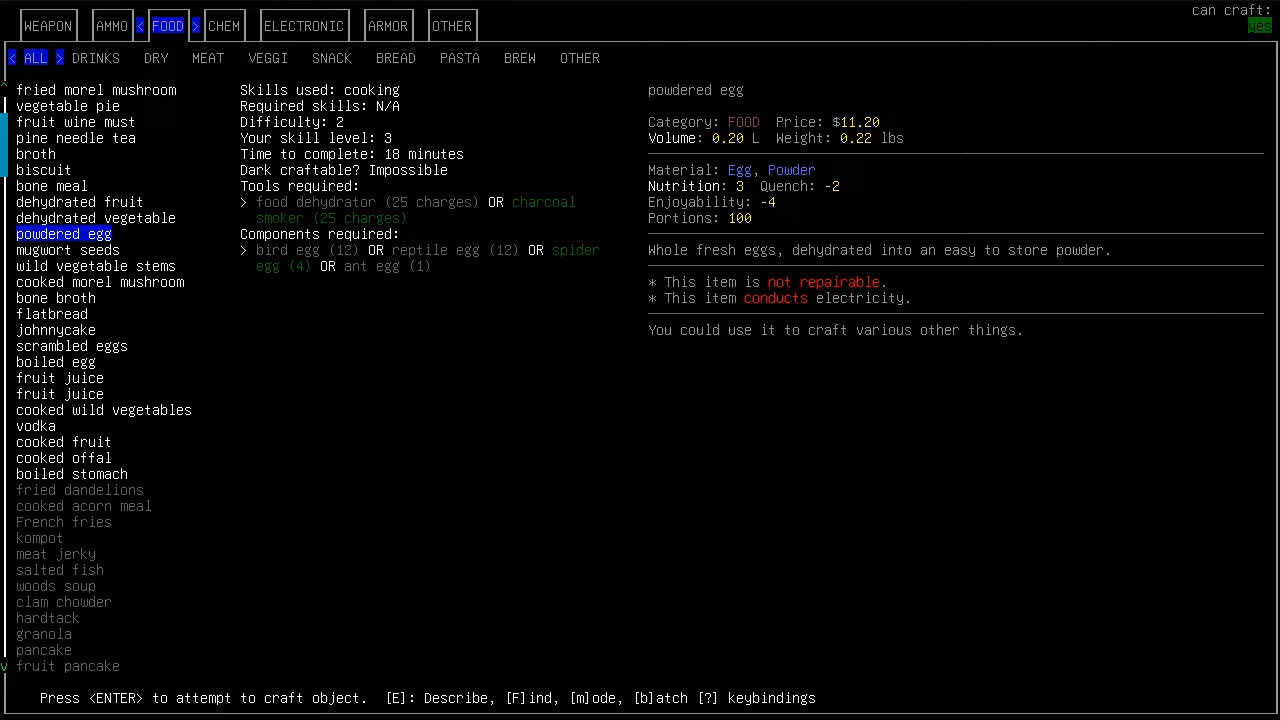 can craft:
WEAPON AMMO < FOOD > CHEM ELECTRONIC ARMOR OTHER
yes
< ALL > DRINKS DRY MEAT VEGGI SNACK BREAD PASTA BREW OTHER
^
fried morel mushroom
vegetable pie
fruit wine must
pine needle tea
broth
biscuit
bone meal
dehydrated fruit
dehydrated vegetable
powdered egg
mugwort seeds
wild vegetable stems
cooked morel mushroom
bone broth
flatbread
johnnycake
scrambled eggs
boiled egg
fruit juice
fruit juice
cooked wild vegetables
vodka
cooked fruit
cooked offal
boiled stomach
fried dandelions
cooked acorn meal
French fries
kompot
meat jerky
salted fish
woods soup
clam chowder
hardtack
granola
pancake
v fruit pancake
Skills used: cooking
Required skills: N/A
Difficulty: 2
Your skill level: 3
Time to complete: 18 minutes
Dark craftable? Impossible
Tools required:
> food dehydrator (25 charges) OR charcoal
smoker (25 charges)
Components required:
> bird egg (12) OR reptile egg (12) OR spider
egg (4) OR ant egg (1)
powdered egg
Category: FOOD Price: $11.20
Volume: 0.20 L Weight: 0.22 lbs
Material: Egg, Powder
Nutrition: 3 Quench: -2
Enjoyability: -4
Portions: 100
Whole fresh eggs, dehydrated into an easy to store powder.
* This item is not repairable.
* This item conducts electricity.
You could use it to craft various other things.
Press <ENTER> to attempt to craft object. [E]: Describe, [F]ind, [m]ode, [b]atch [?] keybindings